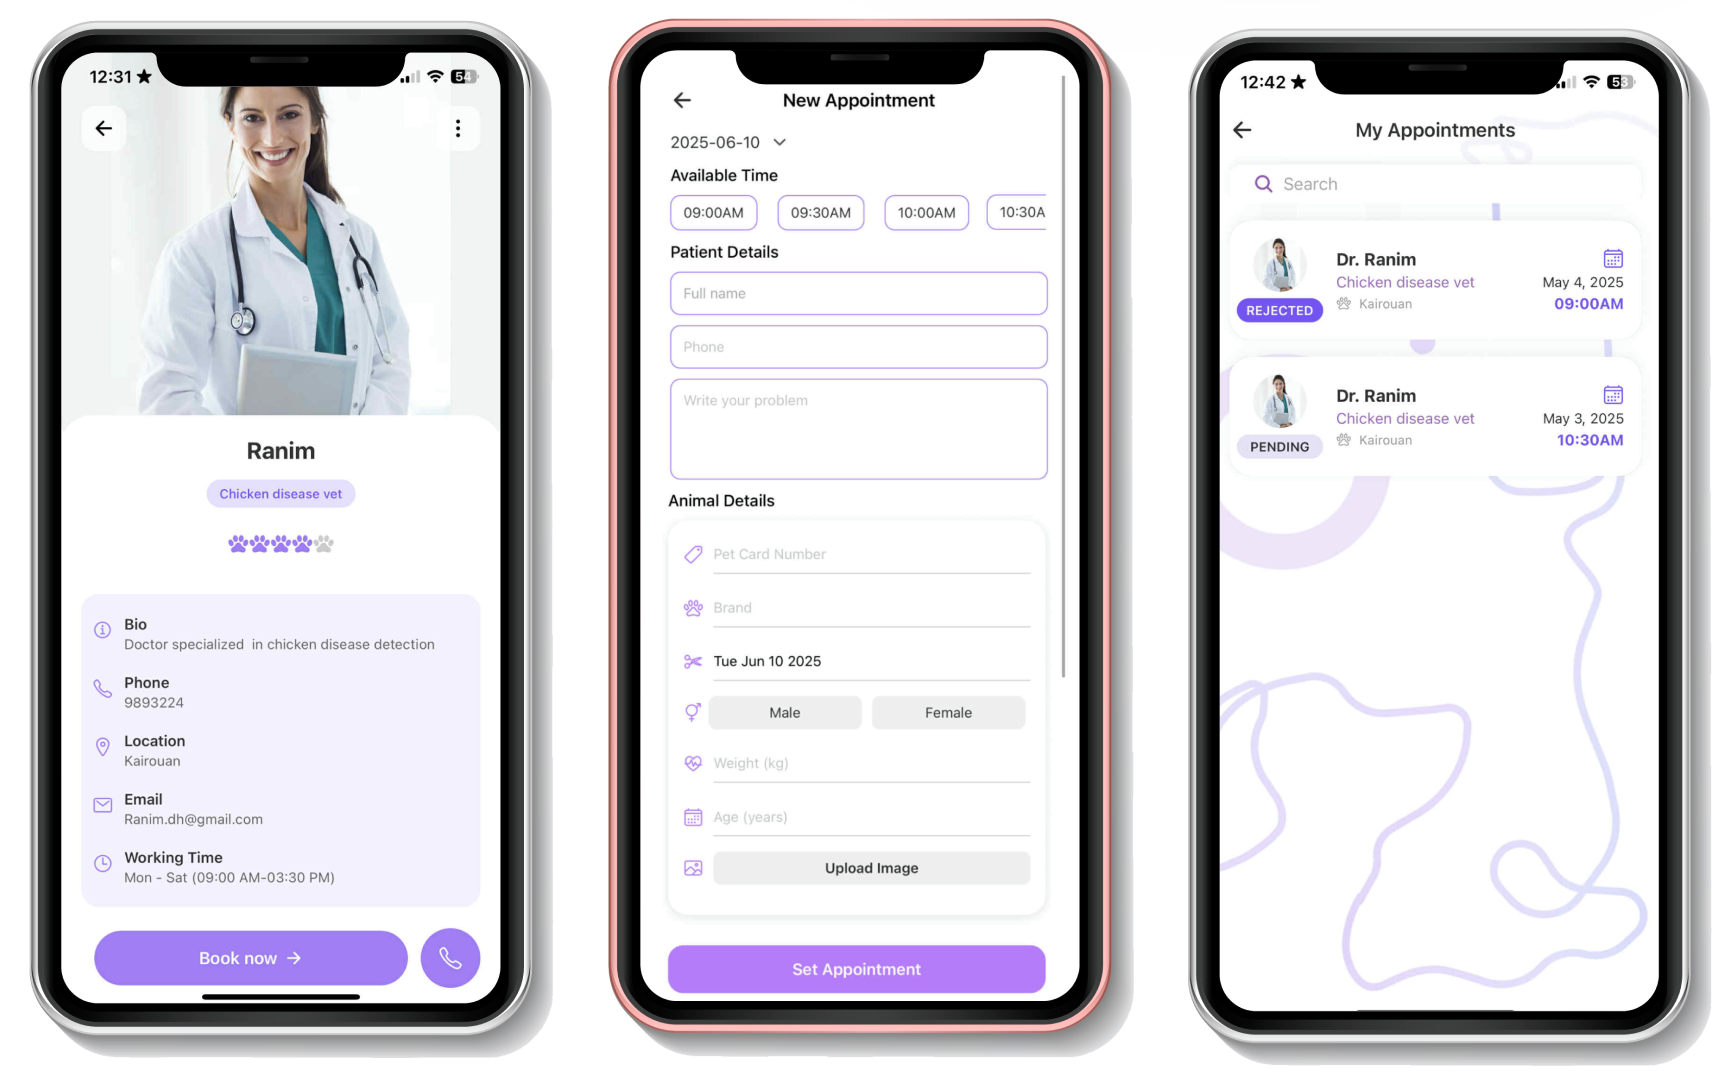 12:31
54
Ranim
Chicken disease vet
Bio
Doctor specialized  in chicken disease detection
Phone
9893224
Location
Kairouan
Email
Ranim.dh@gmail.com
Working Time
Mon - Sat (09:00 AM-03:30 PM)
Book now →
New Appointment
2025-06-10
Available Time
09:00AM 09:30AM 10:00AM 10:30A
Patient Details
Full name
Phone
Write your problem
Animal Details
Pet Card Number
Brand
Tue Jun 10 2025
Male Female
Weight (kg)
Age (years)
Upload Image
Set Appointment
12:42
53
My Appointments
Search
Dr. Ranim
Chicken disease vet
Kairouan
REJECTED
May 4, 2025
09:00AM
Dr. Ranim
Chicken disease vet
Kairouan
PENDING
May 3, 2025
10:30AM